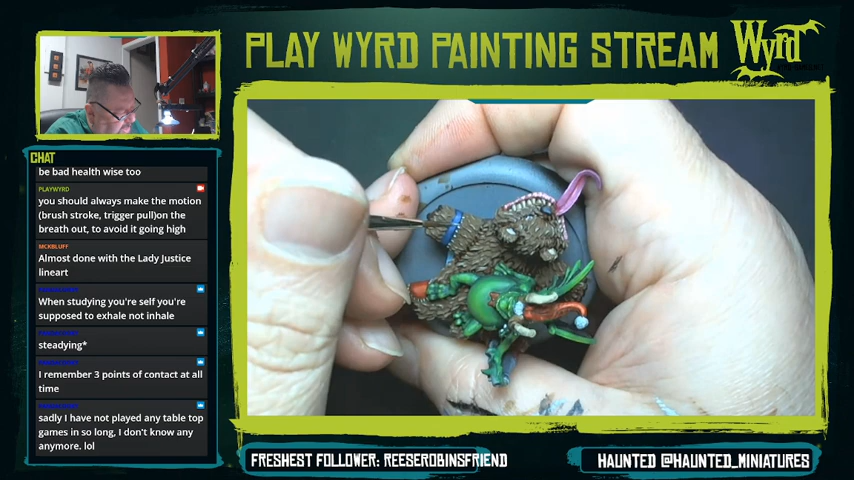 PLAY WYRD PAINTING STREAM
Wyrd
CHAT
be bad health wise too
PLAYWYRD
you should always make the motion
(brush stroke, trigger pull)on the
breath out, to avoid it going high
MCKBLUFF
Almost done with the Lady Justice
lineart
When studying you're self you're
supposed to exhale not inhale
steadying*
I remember 3 points of contact at all
time
sadly I have not played any table top
games in so long, I don't know any
anymore. lol
FRESHEST FOLLOWER: REESEROBINSFRIEND
HAUNTED @HAUNTED_MINIATURES